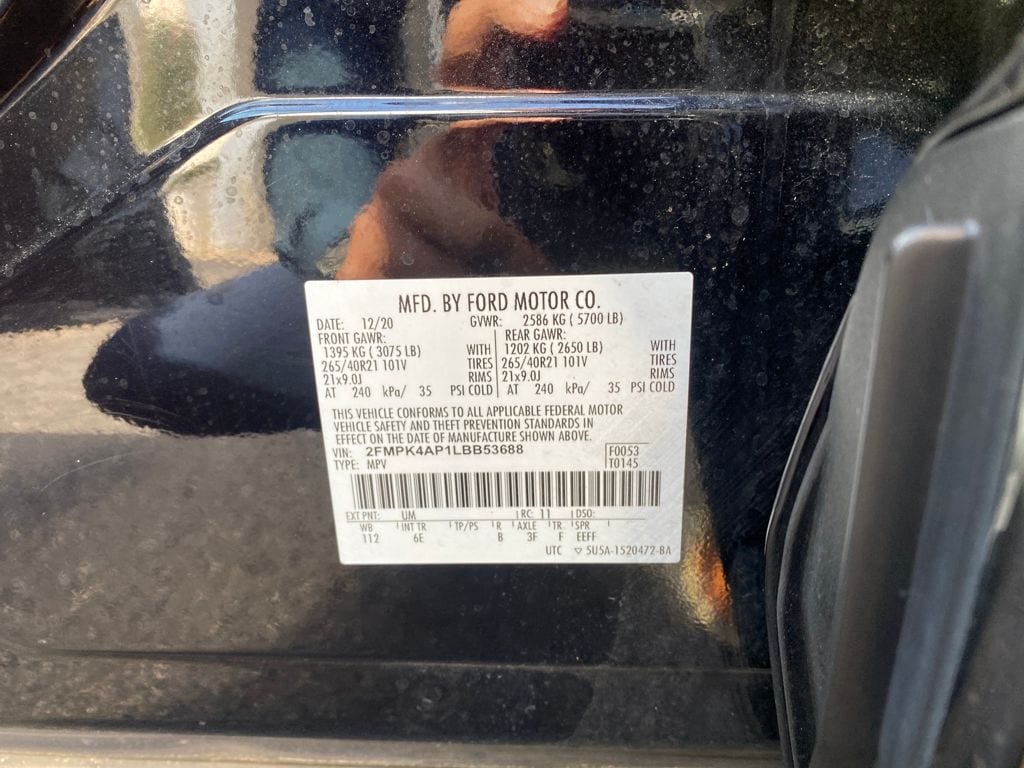 MFD. BY FORD MOTOR CO.
DATE: 12/20 GVWR: 2586 KG ( 5700 LB)
FRONT GAWR: REAR GAWR:
1395 KG ( 3075 LB) WITH 1202 KG ( 2650 LB) WITH
265/40R21 101V TIRES 265/40R21 101V TIRES
21x9.0J RIMS 21x9.0J RIMS
AT 240 kPa/ 35 PSI COLD AT 240 kPa/ 35 PSI COLD
THIS VEHICLE CONFORMS TO ALL APPLICABLE FEDERAL MOTOR
VEHICLE SAFETY AND THEFT PREVENTION STANDARDS IN
EFFECT ON THE DATE OF MANUFACTURE SHOWN ABOVE.
VIN: 2FMPK4AP1LBB53688 F0053
TYPE: MPV T0145
EXT PNT: UM RC: 11 DSO:
WB INT TR TP/PS R AXLE TR SPR
112 6E B 3F F EEFF
UTC ▽ 5U5A-1520472-BA